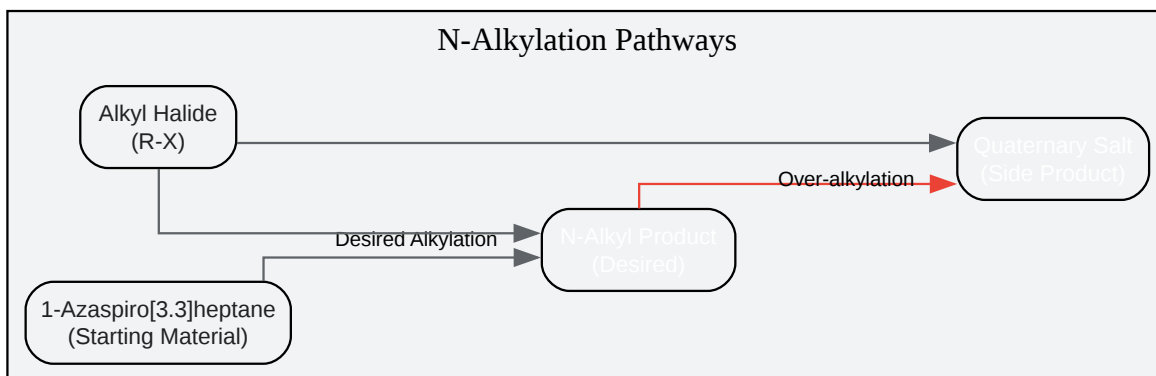 N-Alkylation Pathways
Alkyl Halide
(R-X)
Quaternary Salt
(Side Product)
Over-alkylation
Desired Alkylation
N-Alkyl Product
(Desired)
1-Azaspiro[3.3]heptane
(Starting Material)